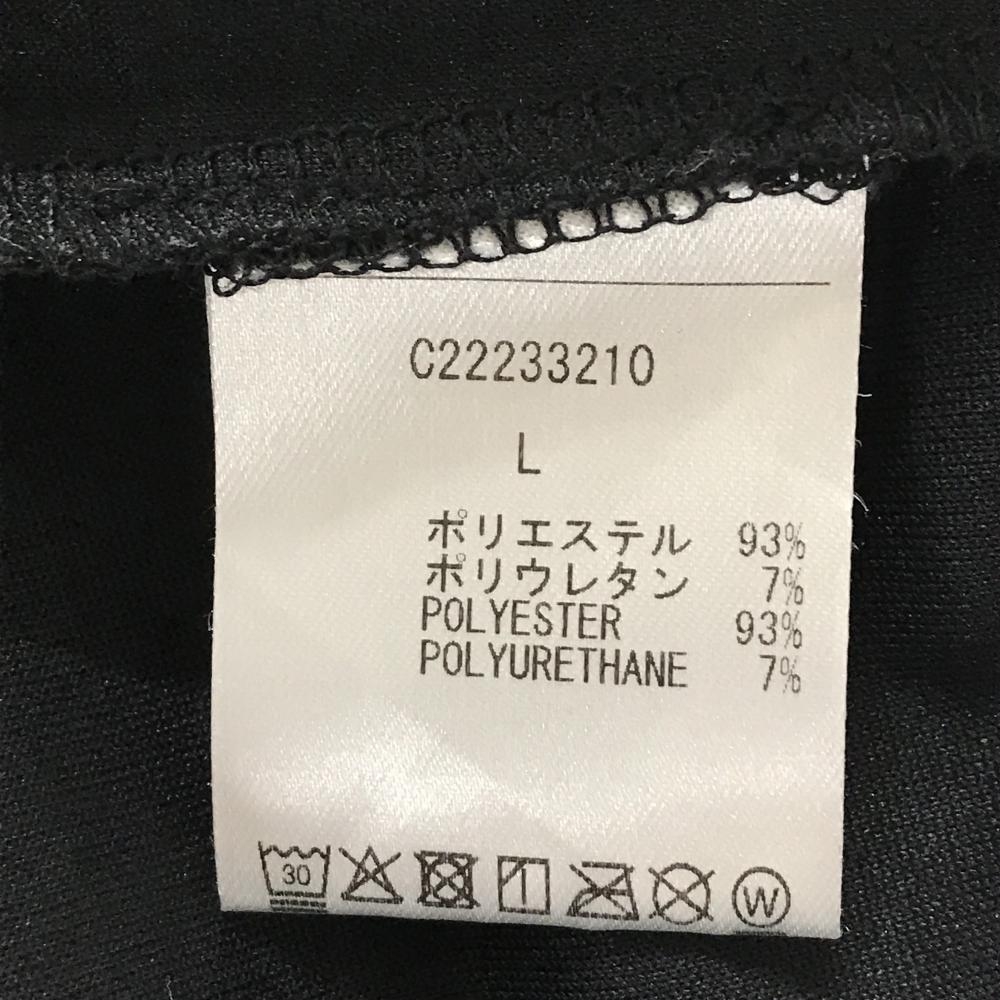 C22233210
L
ポリエステル 93%
ポリウレタン 7%
POLYESTER 93%
POLYURETHANE 7%
30 W